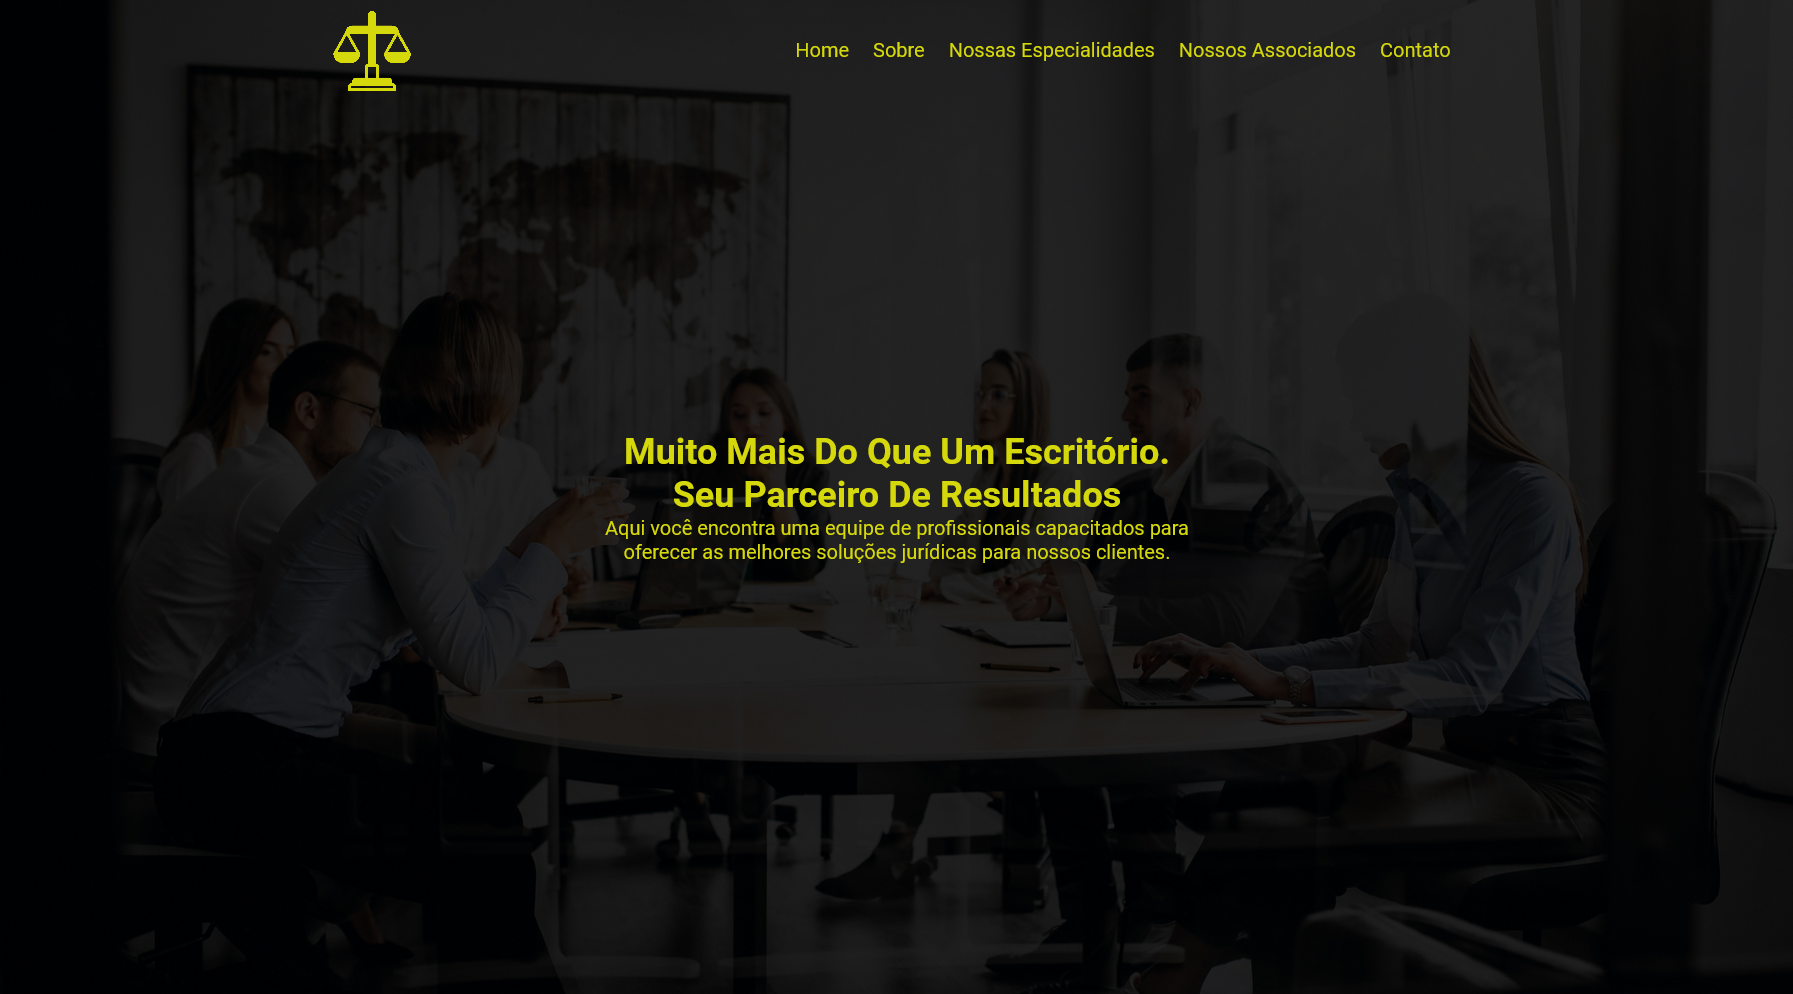 Home Sobre Nossas Especialidades Nossos Associados Contato
Muito Mais Do Que Um Escritório.
Seu Parceiro De Resultados
Aqui você encontra uma equipe de profissionais capacitados para
oferecer as melhores soluções jurídicas para nossos clientes.